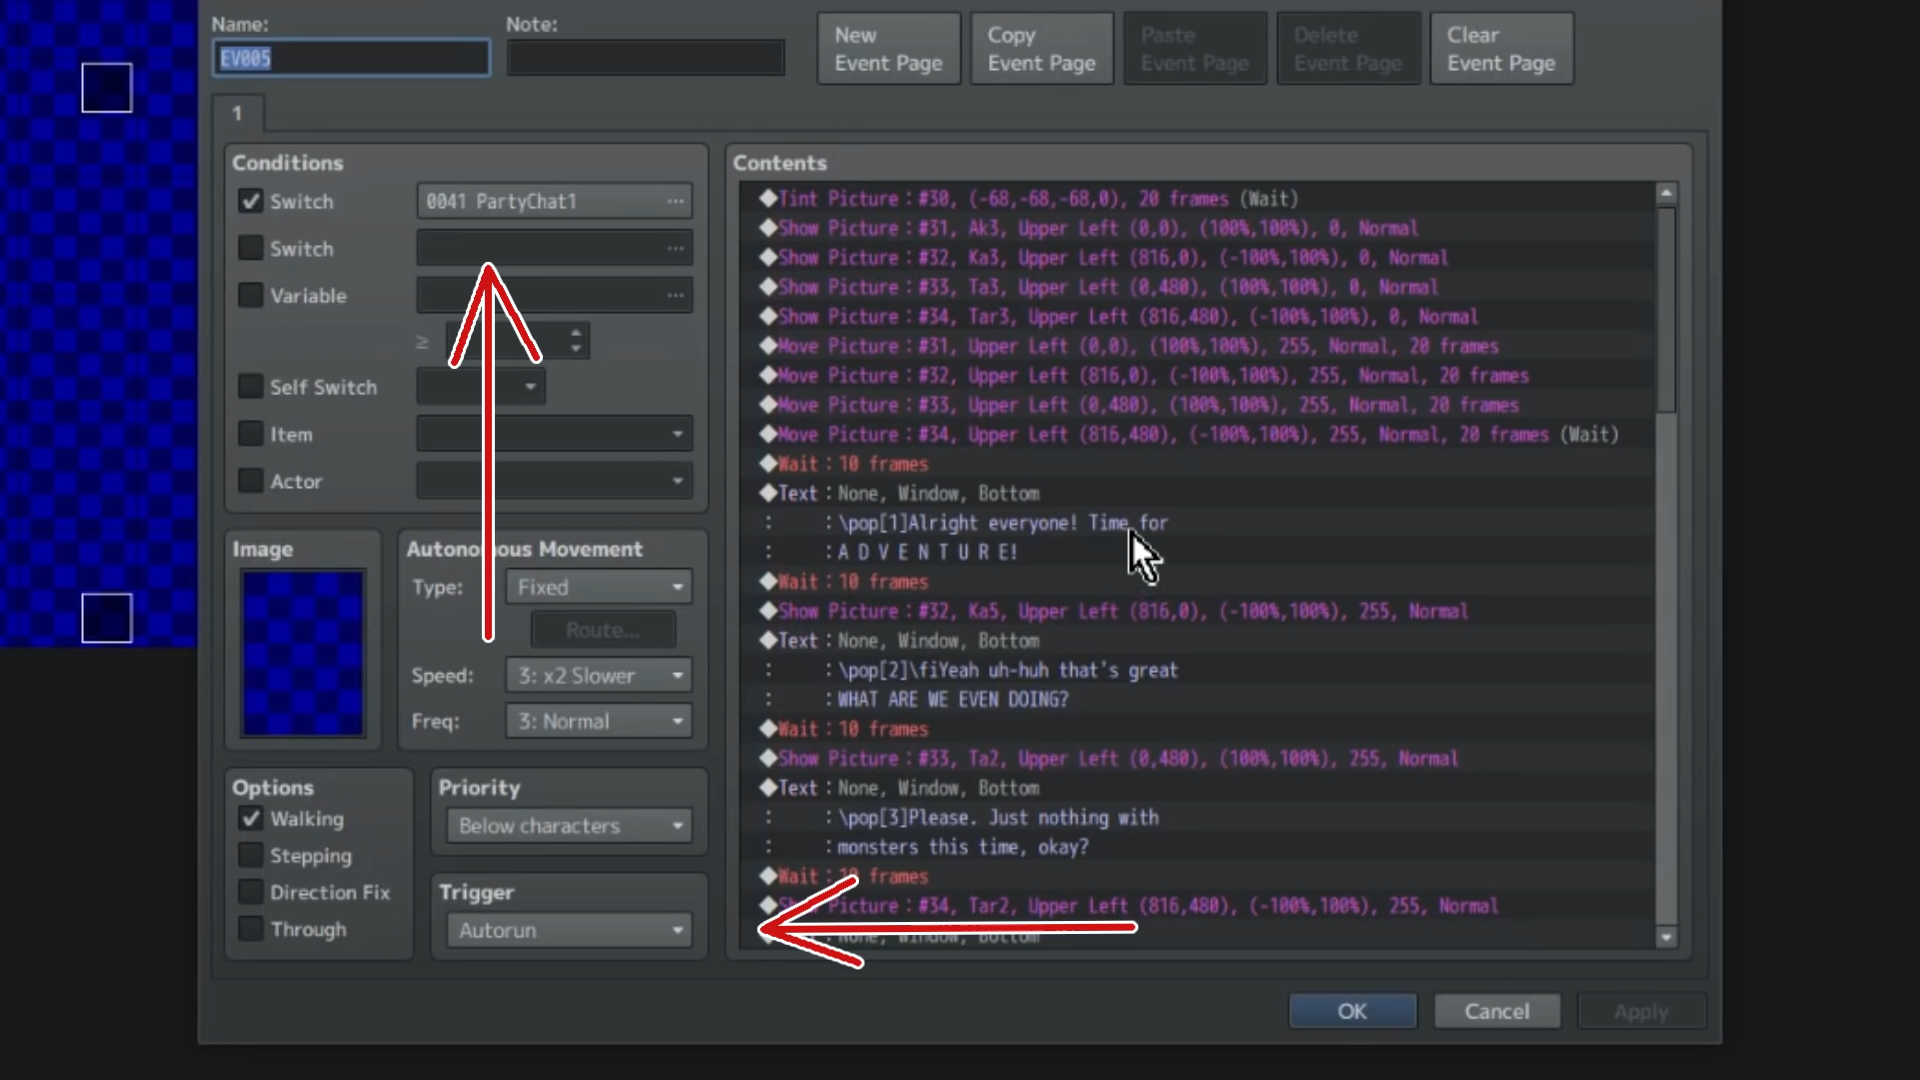 Name:
Note:
EV005
New Event Page
Copy Event Page
Paste Event Page
Delete Event Page
Clear Event Page
1
Conditions
Switch 0041 PartyChat1 ...
Switch ...
Variable ...
≥
Self Switch
Item
Actor
Image
Autonomous Movement
Type: Fixed
Route...
Speed: 3: x2 Slower
Freq: 3: Normal
Options
Walking
Stepping
Direction Fix
Through
Priority
Below characters
Trigger
Autorun
Contents
◆Tint Picture : #30, (-68,-68,-68,0), 20 frames (Wait)
◆Show Picture : #31, Ak3, Upper Left (0,0), (100%,100%), 0, Normal
◆Show Picture : #32, Ka3, Upper Left (816,0), (-100%,100%), 0, Normal
◆Show Picture : #33, Ta3, Upper Left (0,480), (100%,100%), 0, Normal
◆Show Picture : #34, Tar3, Upper Left (816,480), (-100%,100%), 0, Normal
◆Move Picture : #31, Upper Left (0,0), (100%,100%), 255, Normal, 20 frames
◆Move Picture : #32, Upper Left (816,0), (-100%,100%), 255, Normal, 20 frames
◆Move Picture : #33, Upper Left (0,480), (100%,100%), 255, Normal, 20 frames
◆Move Picture : #34, Upper Left (816,480), (-100%,100%), 255, Normal, 20 frames (Wait)
◆Wait : 10 frames
◆Text : None, Window, Bottom
: : \pop[1]Alright everyone! Time for
: : A D V E N T U R E!
◆Wait : 10 frames
◆Show Picture : #32, Ka5, Upper Left (816,0), (-100%,100%), 255, Normal
◆Text : None, Window, Bottom
: : \pop[2]\fiYeah uh-huh that's great
: : WHAT ARE WE EVEN DOING?
◆Wait : 10 frames
◆Show Picture : #33, Ta2, Upper Left (0,480), (100%,100%), 255, Normal
◆Text : None, Window, Bottom
: : \pop[3]Please. Just nothing with
: : monsters this time, okay?
◆Wait : 10 frames
◆Show Picture : #34, Tar2, Upper Left (816,480), (-100%,100%), 255, Normal
◆Text : None, Window, Bottom
OK
Cancel
Apply